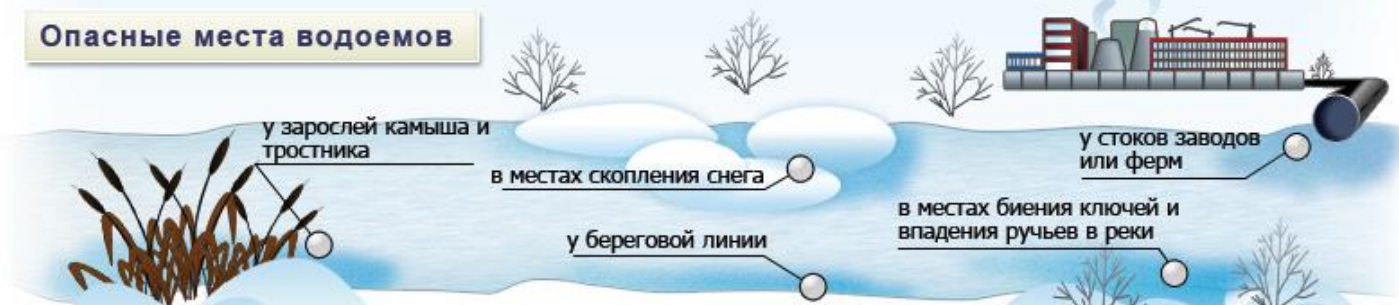 Опасные места водоемов
у зарослей камыша и
тростника
в местах скопления снега
у стоков заводов
или ферм
у береговой линии
в местах биения ключей и
впадения ручьев в реки